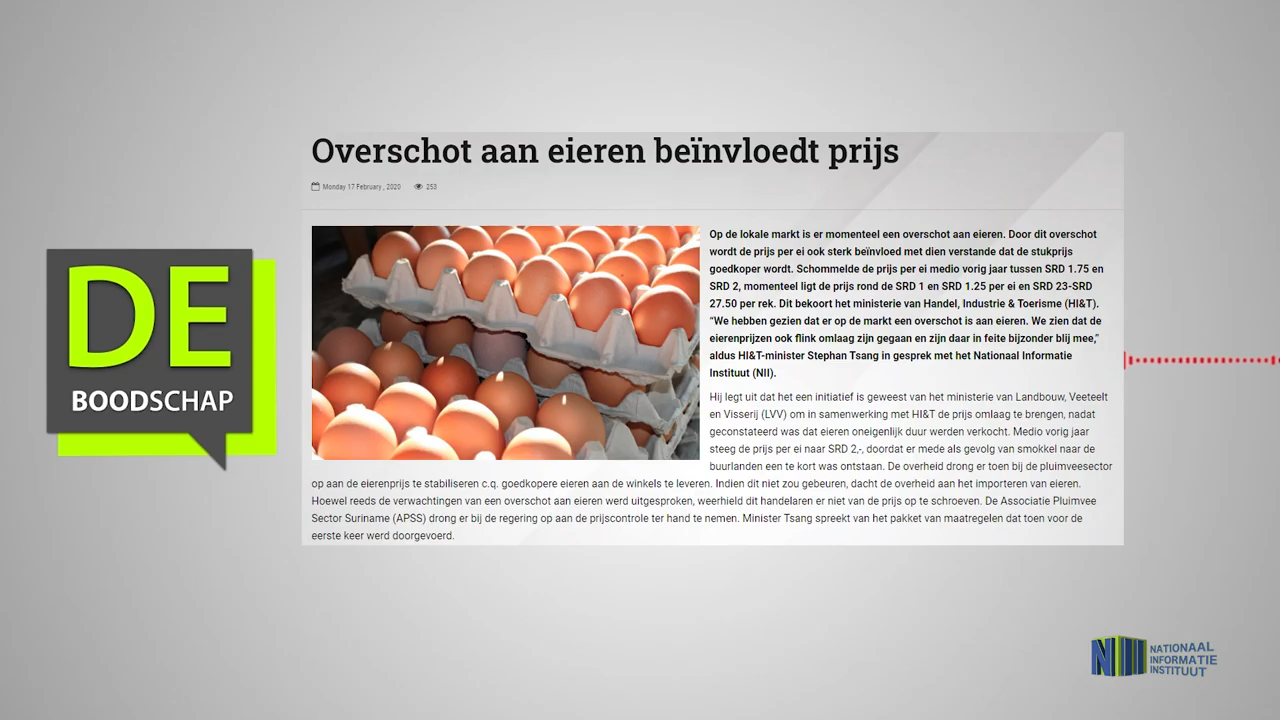 Overschot aan eieren beïnvloedt prijs
Monday 17 February , 2020 253
DE
BOODSCHAP
Op de lokale markt is er momenteel een overschot aan eieren. Door dit overschot
wordt de prijs per ei ook sterk beïnvloed met dien verstande dat de stukprijs
goedkoper wordt. Schommelde de prijs per ei medio vorig jaar tussen SRD 1.75 en
SRD 2, momenteel ligt de prijs rond de SRD 1 en SRD 1.25 per ei en SRD 23-SRD
27.50 per rek. Dit bekoort het ministerie van Handel, Industrie & Toerisme (HI&T).
"We hebben gezien dat er op de markt een overschot is aan eieren. We zien dat de
eierenprijzen ook flink omlaag zijn gegaan en zijn daar in feite bijzonder blij mee,"
aldus HI&T-minister Stephan Tsang in gesprek met het Nationaal Informatie
Instituut (NII).
Hij legt uit dat het een initiatief is geweest van het ministerie van Landbouw, Veeteelt
en Visserij (LVV) om in samenwerking met HI&T de prijs omlaag te brengen, nadat
geconstateerd was dat eieren oneigenlijk duur werden verkocht. Medio vorig jaar
steeg de prijs per ei naar SRD 2,-, doordat er mede als gevolg van smokkel naar de
buurlanden een te kort was ontstaan. De overheid drong er toen bij de pluimveesector
op aan de eierenprijs te stabiliseren c.q. goedkopere eieren aan de winkels te leveren. Indien dit niet zou gebeuren, dacht de overheid aan het importeren van eieren.
Hoewel reeds de verwachtingen van een overschot aan eieren werd uitgesproken, weerhield dit handelaren er niet van de prijs op te schroeven. De Associatie Pluimvee
Sector Suriname (APSS) drong er bij de regering op aan de prijscontrole ter hand te nemen. Minister Tsang spreekt van het pakket van maatregelen dat toen voor de
eerste keer werd doorgevoerd.
NII NATIONAAL
INFORMATIE
INSTITUUT